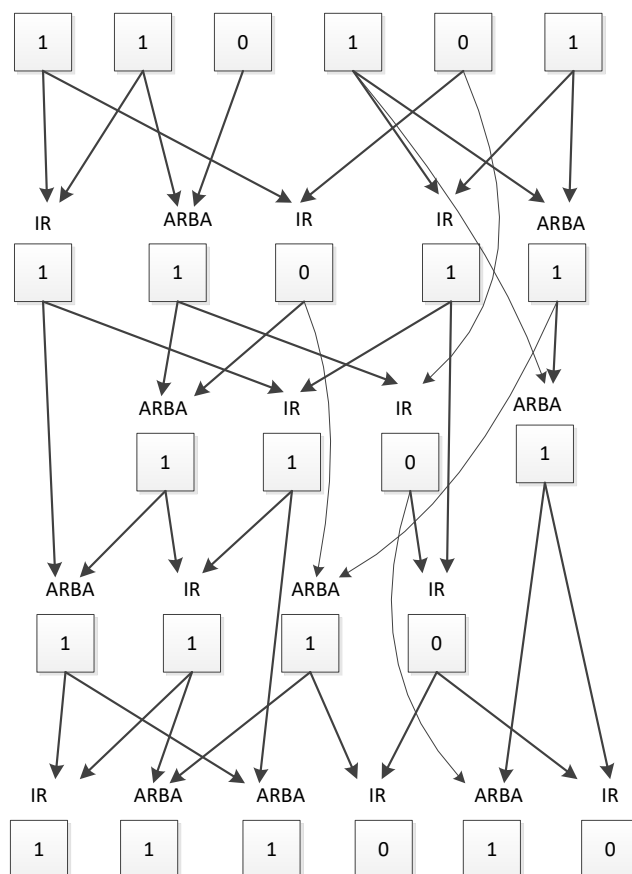 1 1 0 1 0 1
IR ARBA IR IR ARBA
1 1 0 1 1
ARBA IR IR ARBA
1 1 0 1
ARBA IR ARBA IR
1 1 1 0
IR ARBA ARBA IR ARBA IR
1 1 1 0 1 0